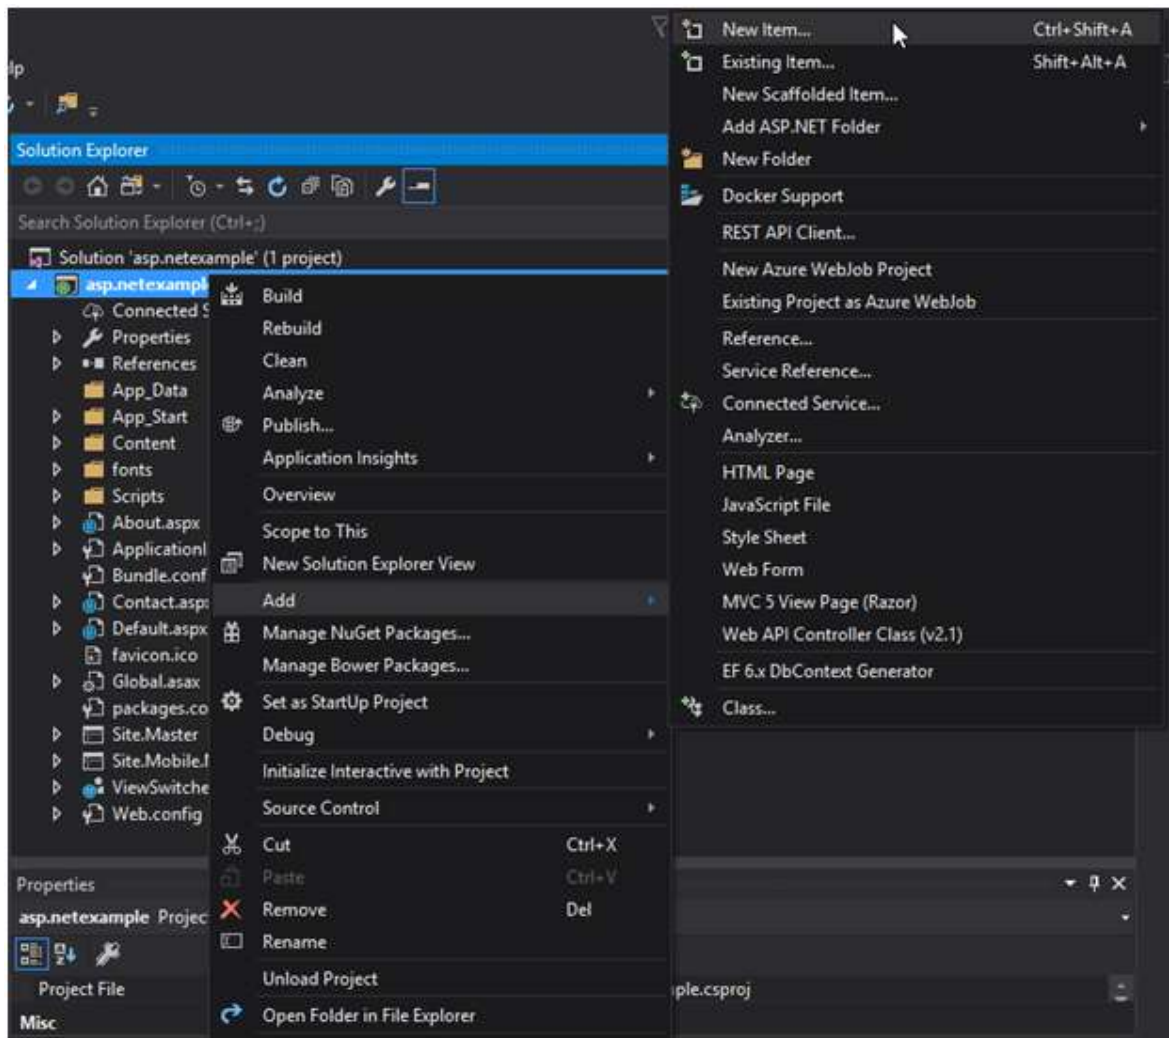 lp
Solution Explorer
Search Solution Explorer (Ctrl+;)
Solution 'asp.netexample' (1 project)
asp.netexampl
Connected S
Properties
References
App_Data
App_Start
Content
fonts
Scripts
About.aspx
ApplicationI
Bundle.conf
Contact.asp
Default.aspx
favicon.ico
Global.asax
packages.co
Site.Master
Site.Mobile.
ViewSwitche
Web.config
Properties
asp.netexample Projec
Project File
ple.csproj
Misc
Build
Rebuild
Clean
Analyze
Publish...
Application Insights
Overview
Scope to This
New Solution Explorer View
Add
Manage NuGet Packages...
Manage Bower Packages...
Set as StartUp Project
Debug
Initialize Interactive with Project
Source Control
Cut Ctrl+X
Paste Ctrl+V
Remove Del
Rename
Unload Project
Open Folder in File Explorer
New Item... Ctrl+Shift+A
Existing Item... Shift+Alt+A
New Scaffolded Item...
Add ASP.NET Folder
New Folder
Docker Support
REST API Client...
New Azure WebJob Project
Existing Project as Azure WebJob
Reference...
Service Reference...
Connected Service...
Analyzer...
HTML Page
JavaScript File
Style Sheet
Web Form
MVC 5 View Page (Razor)
Web API Controller Class (v2.1)
EF 6.x DbContext Generator
Class...